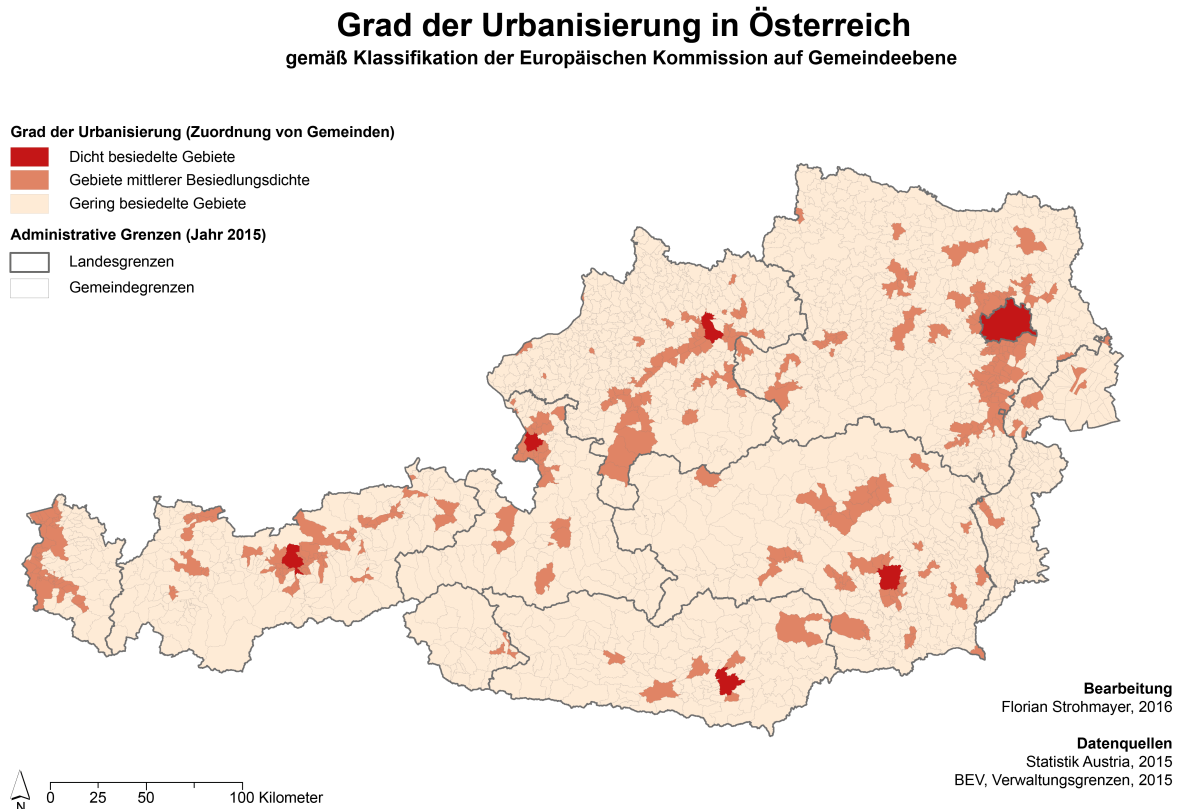 Grad der Urbanisierung in Österreich
gemäß Klassifikation der Europäischen Kommission auf Gemeindeebene
Grad der Urbanisierung (Zuordnung von Gemeinden)
Dicht besiedelte Gebiete
Gebiete mittlerer Besiedlungsdichte
Gering besiedelte Gebiete
Administrative Grenzen (Jahr 2015)
Landesgrenzen
Gemeindegrenzen
Bearbeitung
Florian Strohmayer, 2016
Datenquellen
Statistik Austria, 2015
BEV, Verwaltungsgrenzen, 2015
N
0 25 50 100 Kilometer